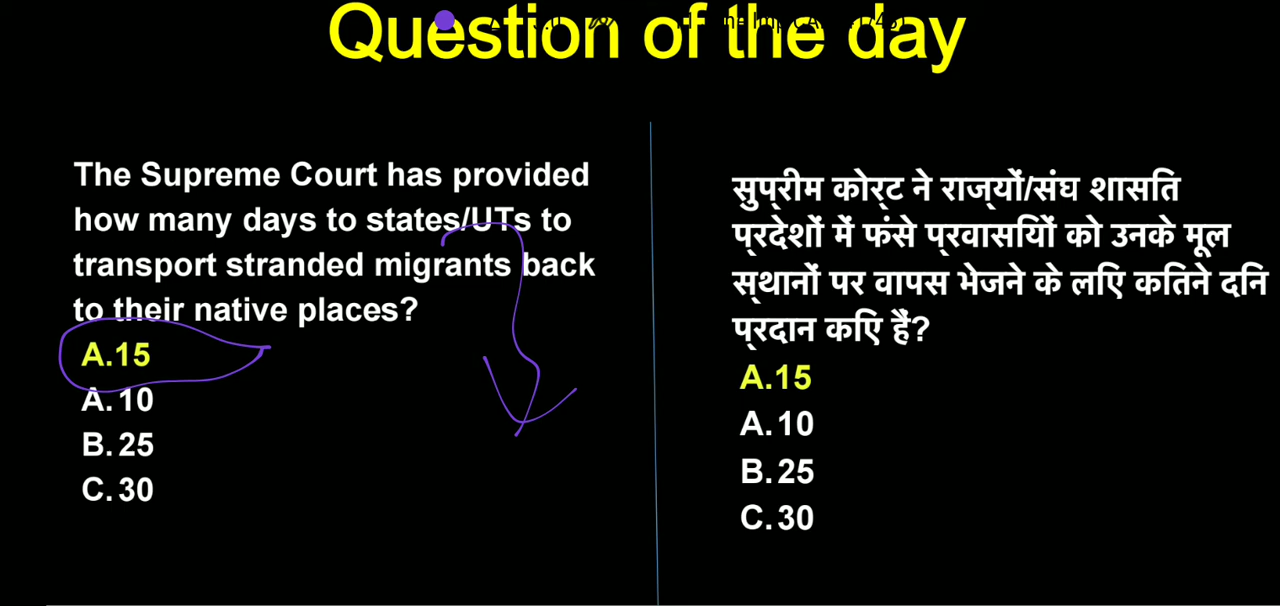 Question of the day
The Supreme Court has provided
how many days to states/UTs to
transport stranded migrants back
to their native places?
A.15
A. 10
B. 25
C. 30
सुप्रीम कोर्ट ने राज्यों/संघ शासति
प्रदेशों में फंसे प्रवासयिों को उनके मूल
स्थानों पर वापस भेजने के लएि कतिने दनि
प्रदान कएि हैं?
A.15
A. 10
B. 25
C. 30